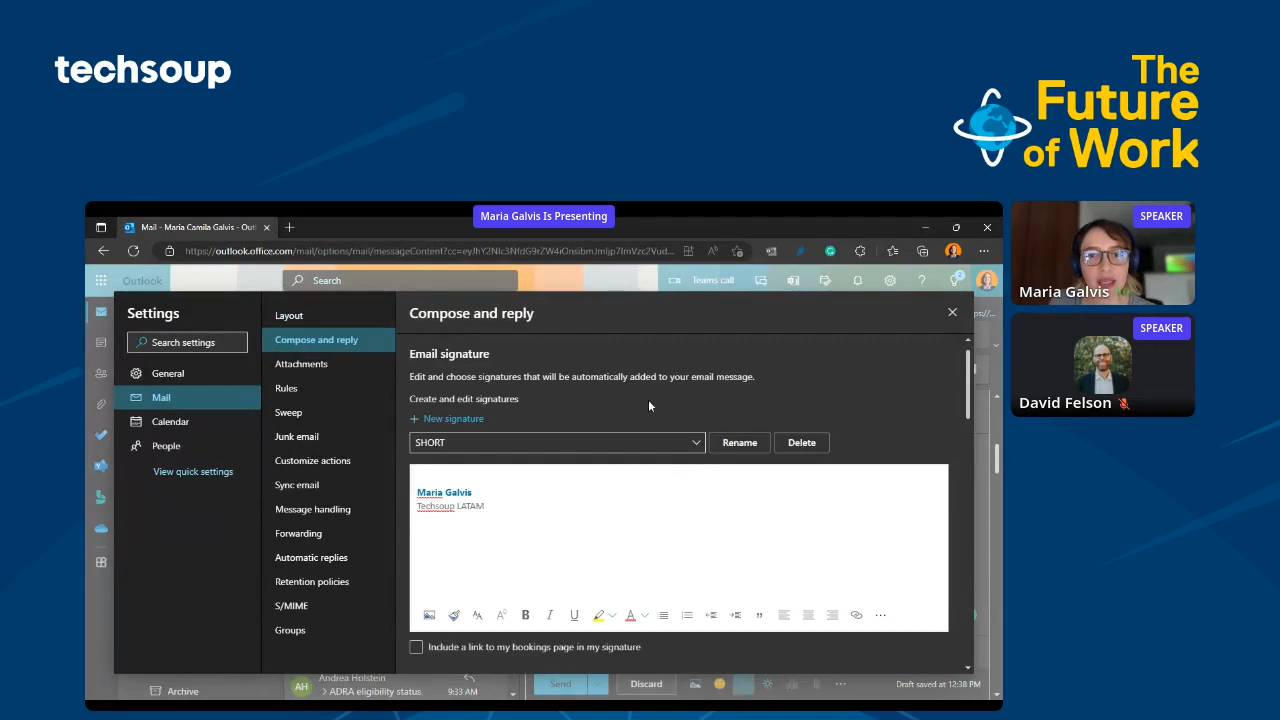 techsoup
The
Future
of Work
Maria Galvis Is Presenting
Mail - Maria Camila Galvis - Outl
https://outlook.office.com/mail/options/mail/messageContent?
Outlook
Search
Teams call
Settings
Search settings
General
Mail
Calendar
People
View quick settings
Layout
Compose and reply
Attachments
Rules
Sweep
Junk email
Customize actions
Sync email
Message handling
Forwarding
Automatic replies
Retention policies
S/MIME
Groups
Compose and reply
Email signature
Edit and choose signatures that will be automatically added to your email message.
Create and edit signatures
New signature
SHORT
Rename
Delete
Maria Galvis
Techsoup LATAM
Include a link to my bookings page in my signature
Archive
AH
Andrea Holstein
> ADRA eligibility status
9:33 AM
Send
Discard
Draft saved at 12:38 PM
SPEAKER
Maria Galvis
SPEAKER
David Felson